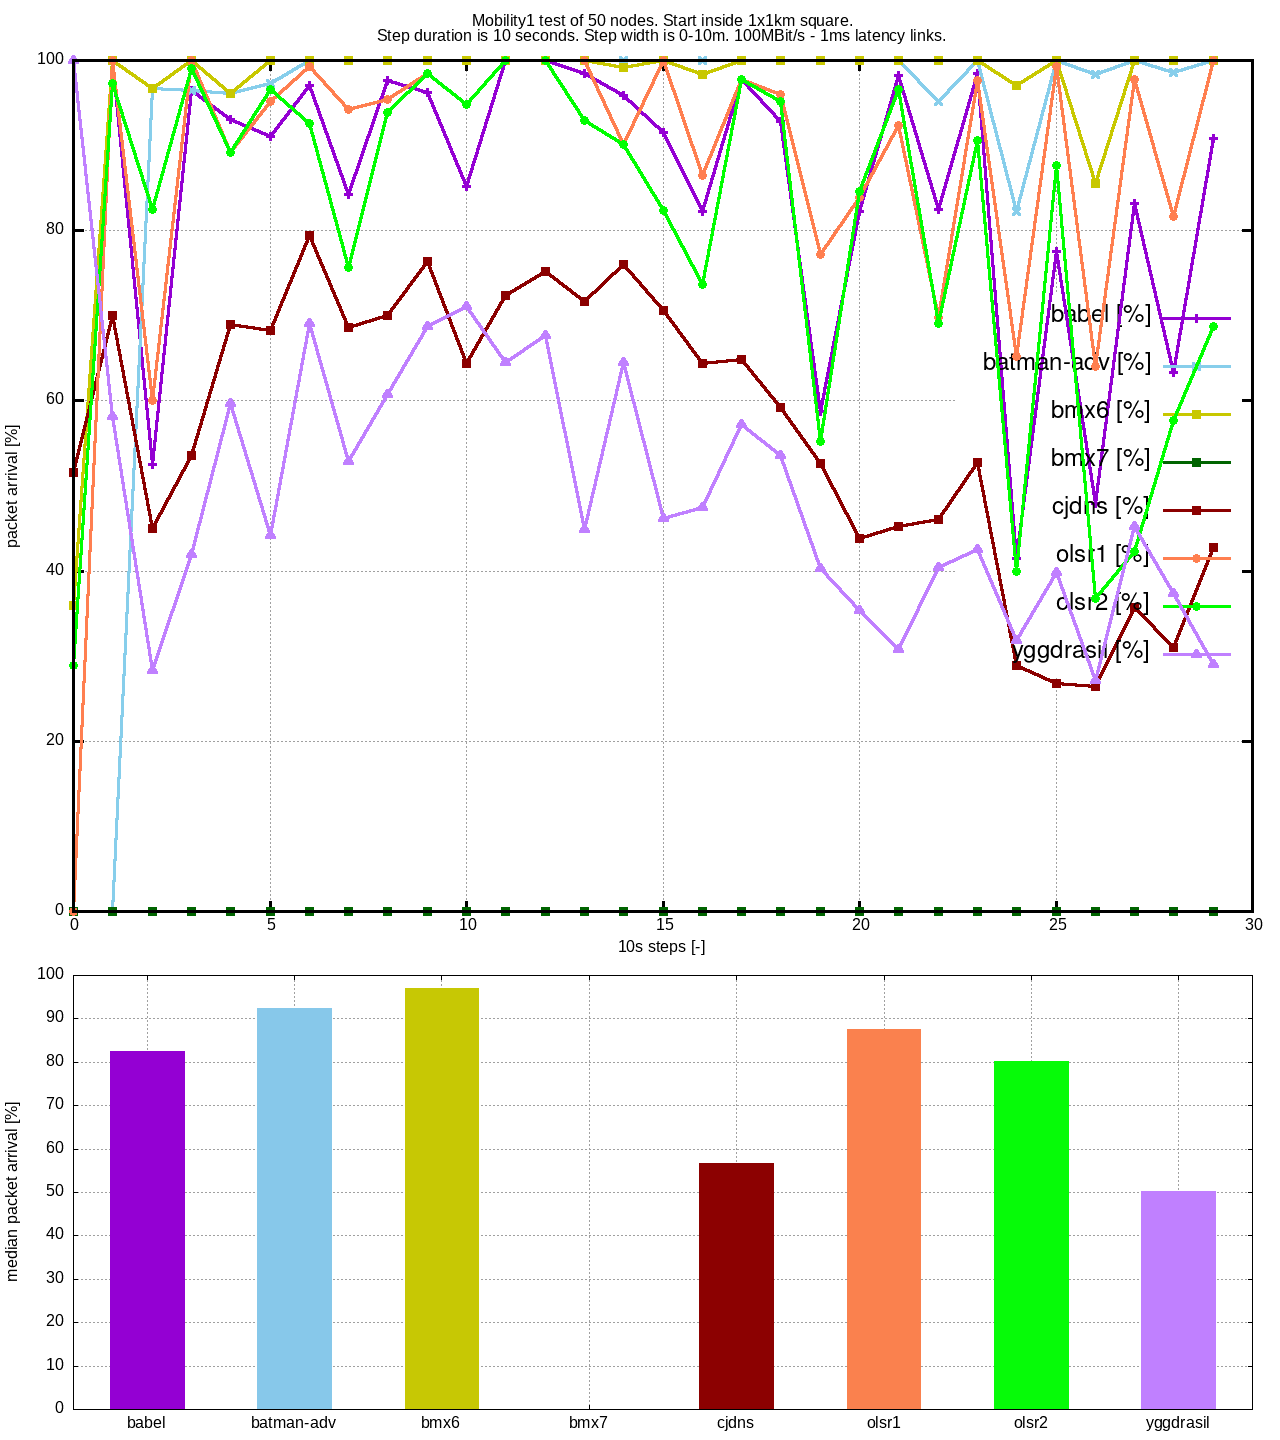 Mobility1 test of 50 nodes. Start inside 1x1km square.
Step duration is 10 seconds. Step width is 0-10m. 100MBit/s - 1ms latency links.
100
80
60
40
20
0
packet arrival [%]
babel [%]
batman-adv [%]
bmx6 [%]
bmx7 [%]
cjdns [%]
olsr1 [%]
olsr2 [%]
yggdrasil [%]
0 5 10 15 20 25 30
10s steps [-]
100
90
80
70
60
50
40
30
20
10
0
median packet arrival [%]
babel batman-adv bmx6 bmx7 cjdns olsr1 olsr2 yggdrasil